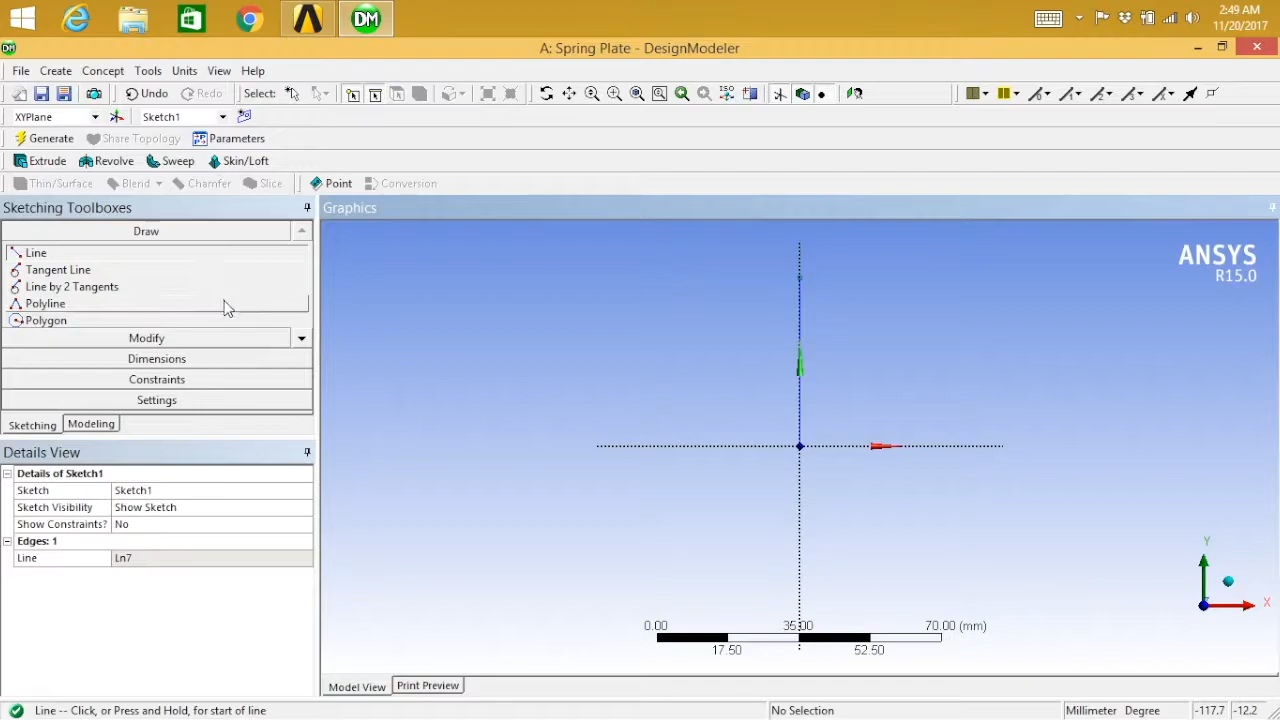 2:49 AM
11/20/2017
A: Spring Plate - DesignModeler
File Create Concept Tools Units View Help
Undo Redo Select:
XYPlane Sketch1
Generate Share Topology Parameters
Extrude Revolve Sweep Skin/Loft
Thin/Surface Blend Chamfer Slice Point Conversion
Sketching Toolboxes
Draw
Line
Tangent Line
Line by 2 Tangents
Polyline
Polygon
Modify
Dimensions
Constraints
Settings
Sketching Modeling
Details View
Details of Sketch1
Sketch Sketch1
Sketch Visibility Show Sketch
Show Constraints? No
Edges: 1
Line Ln7
Graphics
ANSYS
R15.0
Y
X
0.00 35.00 70.00 (mm)
17.50 52.50
Model View Print Preview
Line -- Click, or Press and Hold, for start of line No Selection Millimeter Degree -117.7 -12.2